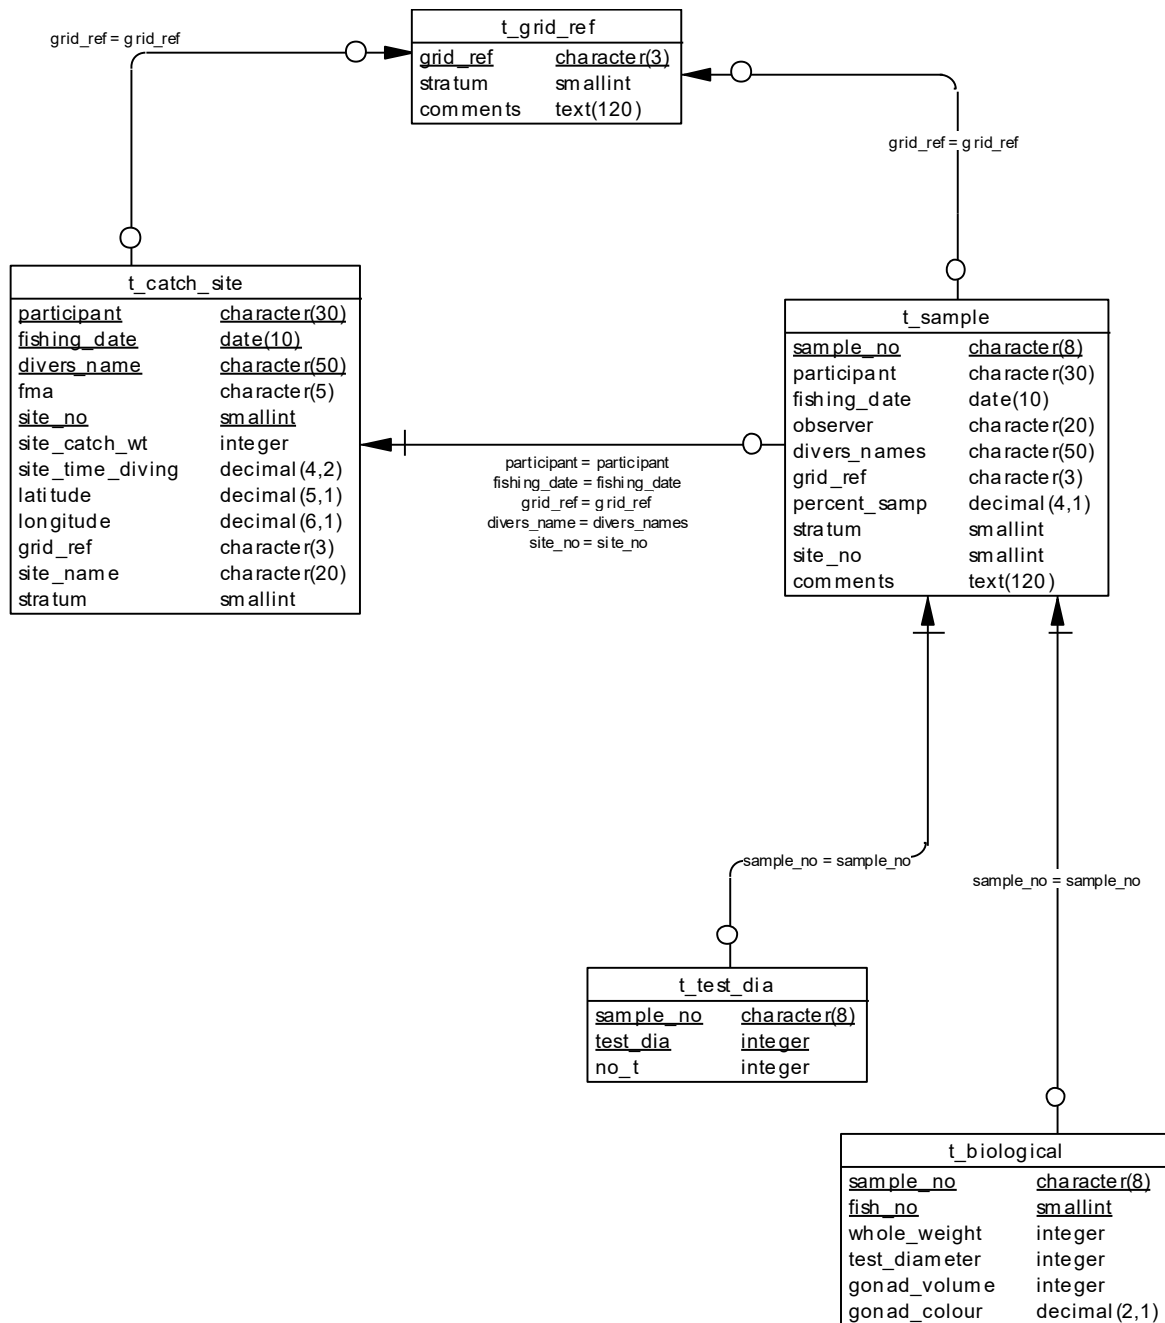 grid_ref = grid_ref
t_grid_ref
grid_ref character(3)
stratum smallint
comments text(120)
grid_ref = grid_ref
t_catch_site
participant character(30)
fishing_date date(10)
divers_name character(50)
fma character(5)
site_no smallint
site_catch_wt integer
site_time_diving decimal(4,2)
latitude decimal(5,1)
longitude decimal(6,1)
grid_ref character(3)
site_name character(20)
stratum smallint
participant = participant
fishing_date = fishing_date
grid_ref = grid_ref
divers_name = divers_names
site_no = site_no
t_sample
sample_no character(8)
participant character(30)
fishing_date date(10)
observer character(20)
divers_names character(50)
grid_ref character(3)
percent_samp decimal(4,1)
stratum smallint
site_no smallint
comments text(120)
sample_no = sample_no
sample_no = sample_no
t_test_dia
sample_no character(8)
test_dia integer
no_t integer
t_biological
sample_no character(8)
fish_no smallint
whole_weight integer
test_diameter integer
gonad_volume integer
gonad_colour decimal(2,1)